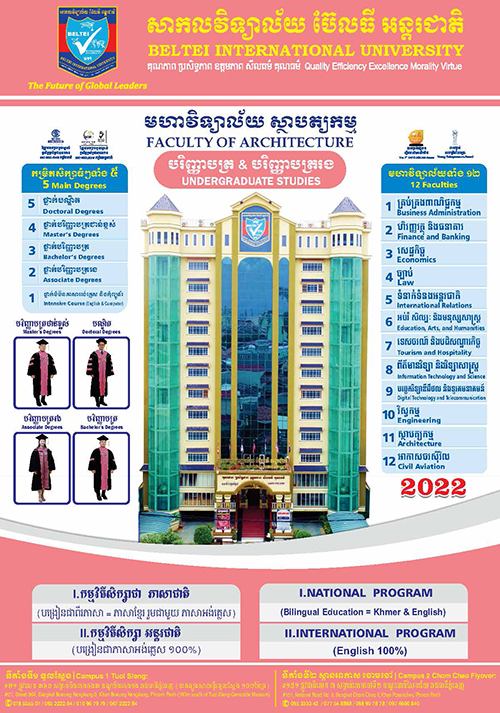 សាកលវិទ្យាល័យ ប៊ែលធី អន្តរជាតិ
BELTEI INTERNATIONAL UNIVERSITY
គុណភាព ប្រសិទ្ធភាព ឧត្តមភាព សីលធម៌ គុណធម៌ Quality Efficiency Excellence Morality Virtue
BELTEI
The Future of Global Leaders
មហាវិទ្យាល័យ ស្ថាបត្យកម្ម
FACULTY OF ARCHITECTURE
បរិញ្ញាបត្រ & បរិញ្ញាបត្ររង
UNDERGRADUATE STUDIES
កម្រិតសិក្សាធំៗទាំង ៥
5 Main Degrees
5 ថ្នាក់បណ្ឌិត
Doctoral Degrees
4 ថ្នាក់បរិញ្ញាបត្រជាន់ខ្ពស់
Master's Degrees
3 ថ្នាក់បរិញ្ញាបត្រ
Bachelor's Degrees
2 ថ្នាក់បរិញ្ញាបត្ររង
Associate Degrees
1
Intensive Course (English & Computer)
បរិញ្ញាបត្រជាន់ខ្ពស់
Master's Degrees
បណ្ឌិត
Doctoral Degrees
បរិញ្ញាបត្ររង
Associate Degrees
បរិញ្ញាបត្រ
Bachelor's Degrees
មហាវិទ្យាល័យទាំង ១២
12 Faculties
1 គ្រប់គ្រងពាណិជ្ជកម្ម
Business Administration
2 ហិរញ្ញវត្ថុ និងធនាគារ
Finance and Banking
3 សេដ្ឋកិច្ច
Economics
4 ច្បាប់
Law
5 ទំនាក់ទំនងអន្តរជាតិ
International Relations
6 អប់រំ សិល្បៈ និងមនុស្សសាស្ត្រ
Education, Arts, and Humanities
7 ទេសចរណ៍ និងបដិសណ្ឋារកិច្ច
Tourism and Hospitality
8 ព័ត៌មានវិទ្យា និងវិទ្យាសាស្ត្រ
Information Technology and Science
9 បច្ចេកវិទ្យាឌីជីថល និងទូរគមនាគមន៍
Digital Technology and Telecommunication
10 វិស្វកម្ម
Engineering
11 ស្ថាបត្យកម្ម
Architecture
12 អាកាសចរស៊ីវិល
Civil Aviation
2022
I.កម្មវិធីសិក្សាជា ភាសាជាតិ
(បង្រៀនជាពីរភាសា = ភាសាខ្មែរ រួបជាមួយ ភាសាអង់គ្លេស)
II.កម្មវិធីសិក្សា អន្តរជាតិ
(បង្រៀនជាភាសាអង់គ្លេស ១០០%)
I.NATIONAL PROGRAM
(Bilingual Education = Khmer & English)
II.INTERNATIONAL PROGRAM
(English 100%)
ទីតាំងទី១ ទួលស្លែង | Campus 1 Tuol Sleng:
ទីតាំងទី២ | Campus 2 Chom Chao Flyover: